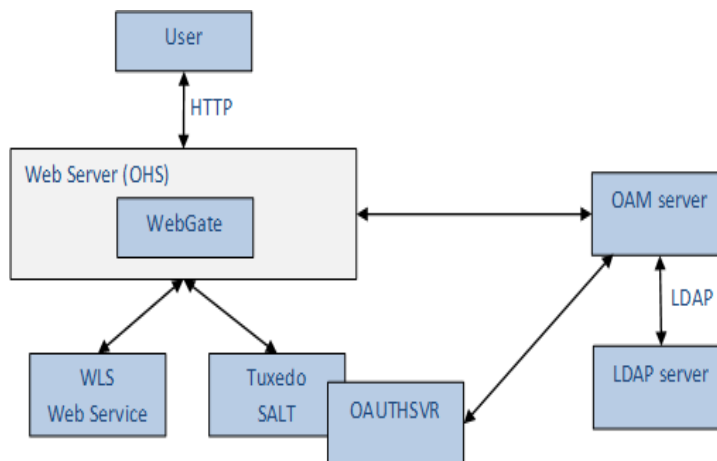 User
HTTP
Web Server (OHS)
WebGate
OAM server
LDAP
WLS
Web Service
Tuxedo
SALT
OAUTHSVR
LDAP server